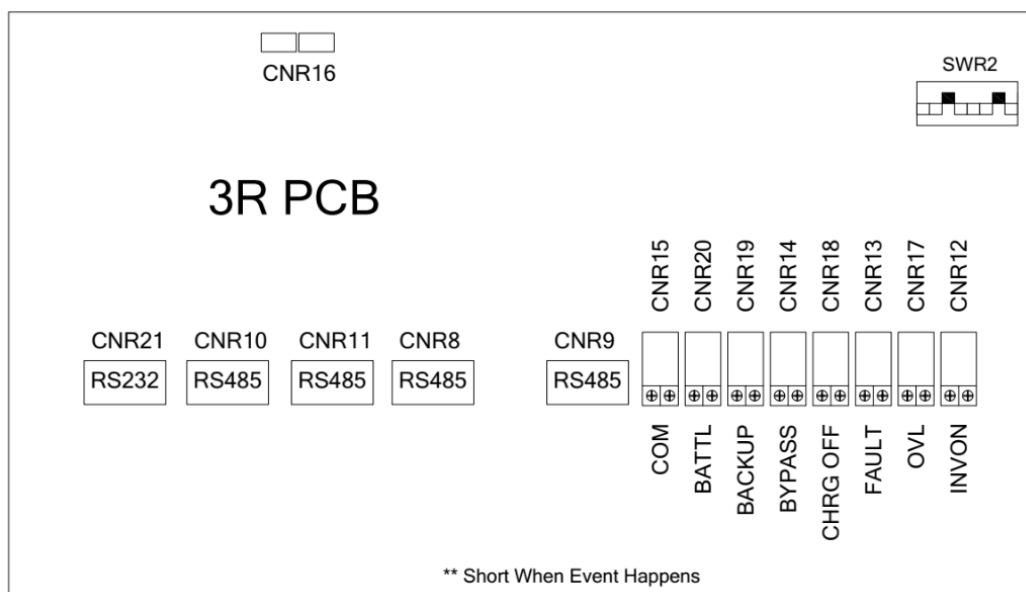 CNR16
SWR2
3R PCB
CNR15
CNR20
CNR19
CNR14
CNR18
CNR13
CNR17
CNR12
CNR21
CNR10
CNR11
CNR8
CNR9
RS232
RS485
RS485
RS485
RS485
COM
BATTL
BACKUP
BYPASS
CHRG OFF
FAULT
OVL
INVON
** Short When Event Happens